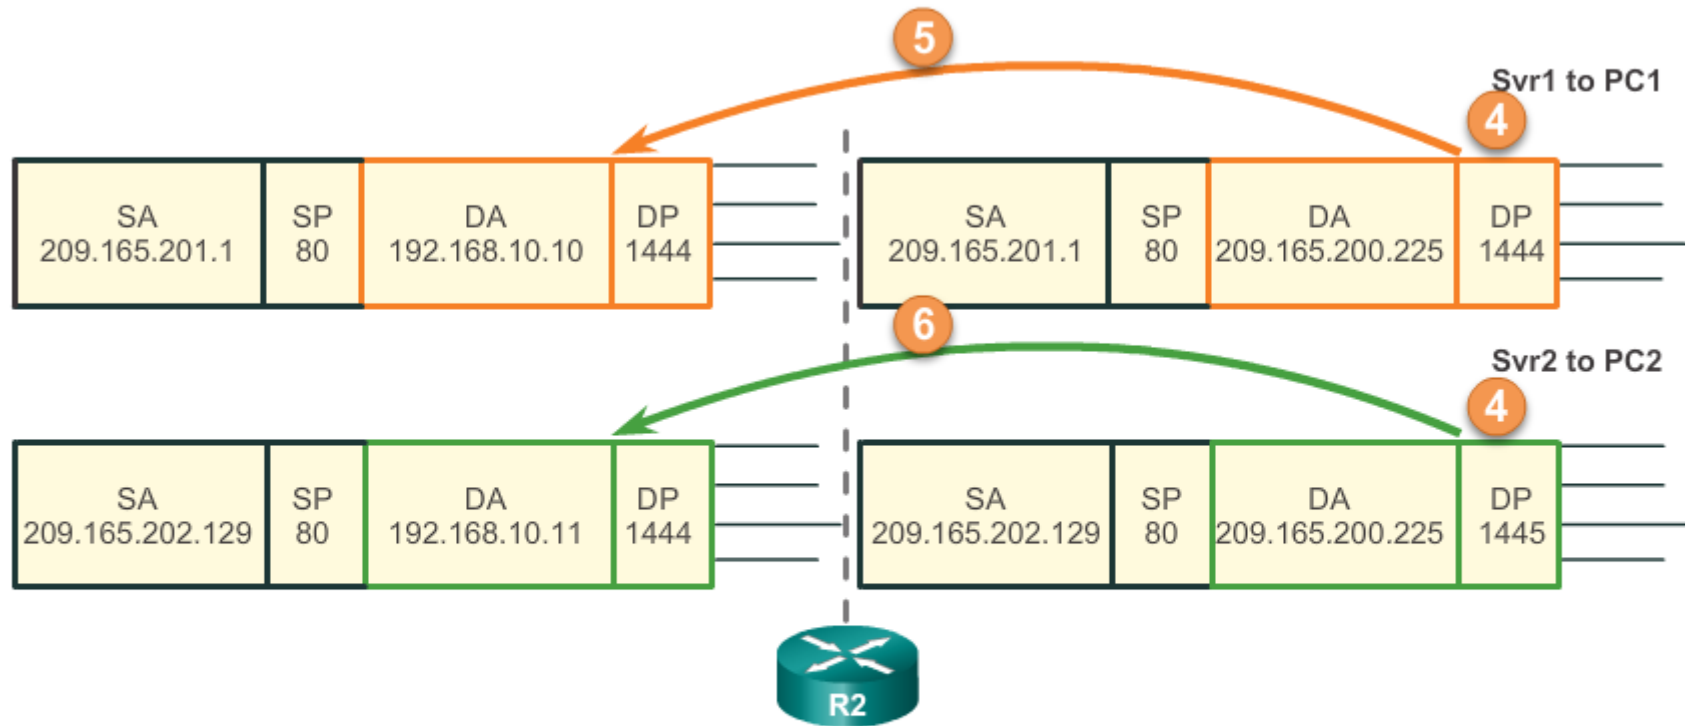 5
Svr1 to PC1
4
SA
209.165.201.1
SP
80
DA
192.168.10.10
DP
1444
SA
209.165.201.1
SP
80
DA
209.165.200.225
DP
1444
6
Svr2 to PC2
4
SA
209.165.202.129
SP
80
DA
192.168.10.11
DP
1444
SA
209.165.202.129
SP
80
DA
209.165.200.225
DP
1445
R2